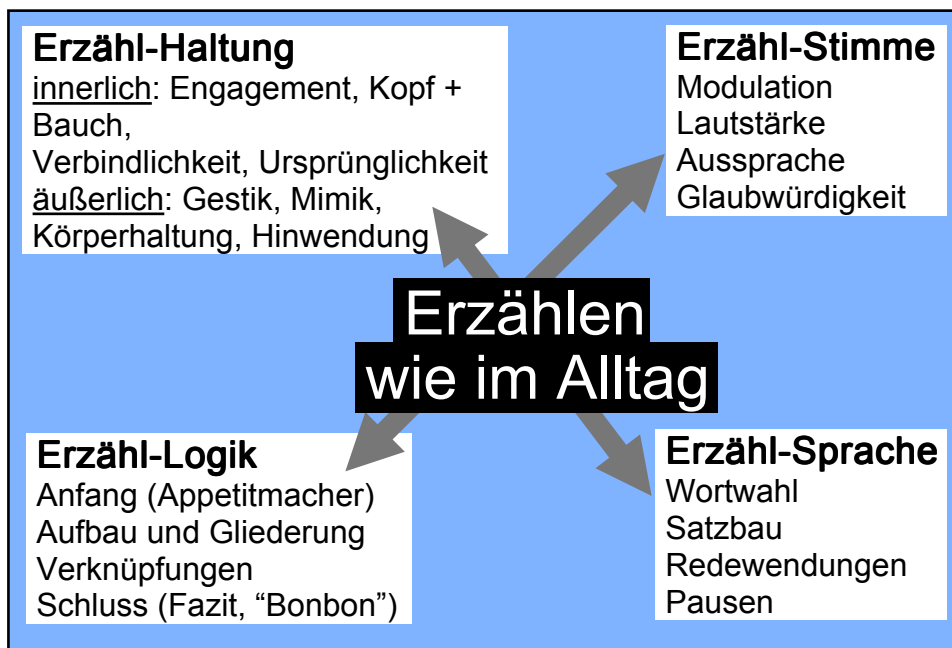 Erzähl-Haltung
innerlich: Engagement, Kopf +
Bauch,
Verbindlichkeit, Ursprünglichkeit
äußerlich: Gestik, Mimik,
Körperhaltung, Hinwendung
Erzähl-Stimme
Modulation
Lautstärke
Aussprache
Glaubwürdigkeit
Erzählen
wie im Alltag
Erzähl-Logik
Anfang (Appetitmacher)
Aufbau und Gliederung
Verknüpfungen
Schluss (Fazit, “Bonbon”)
Erzähl-Sprache
Wortwahl
Satzbau
Redewendungen
Pausen